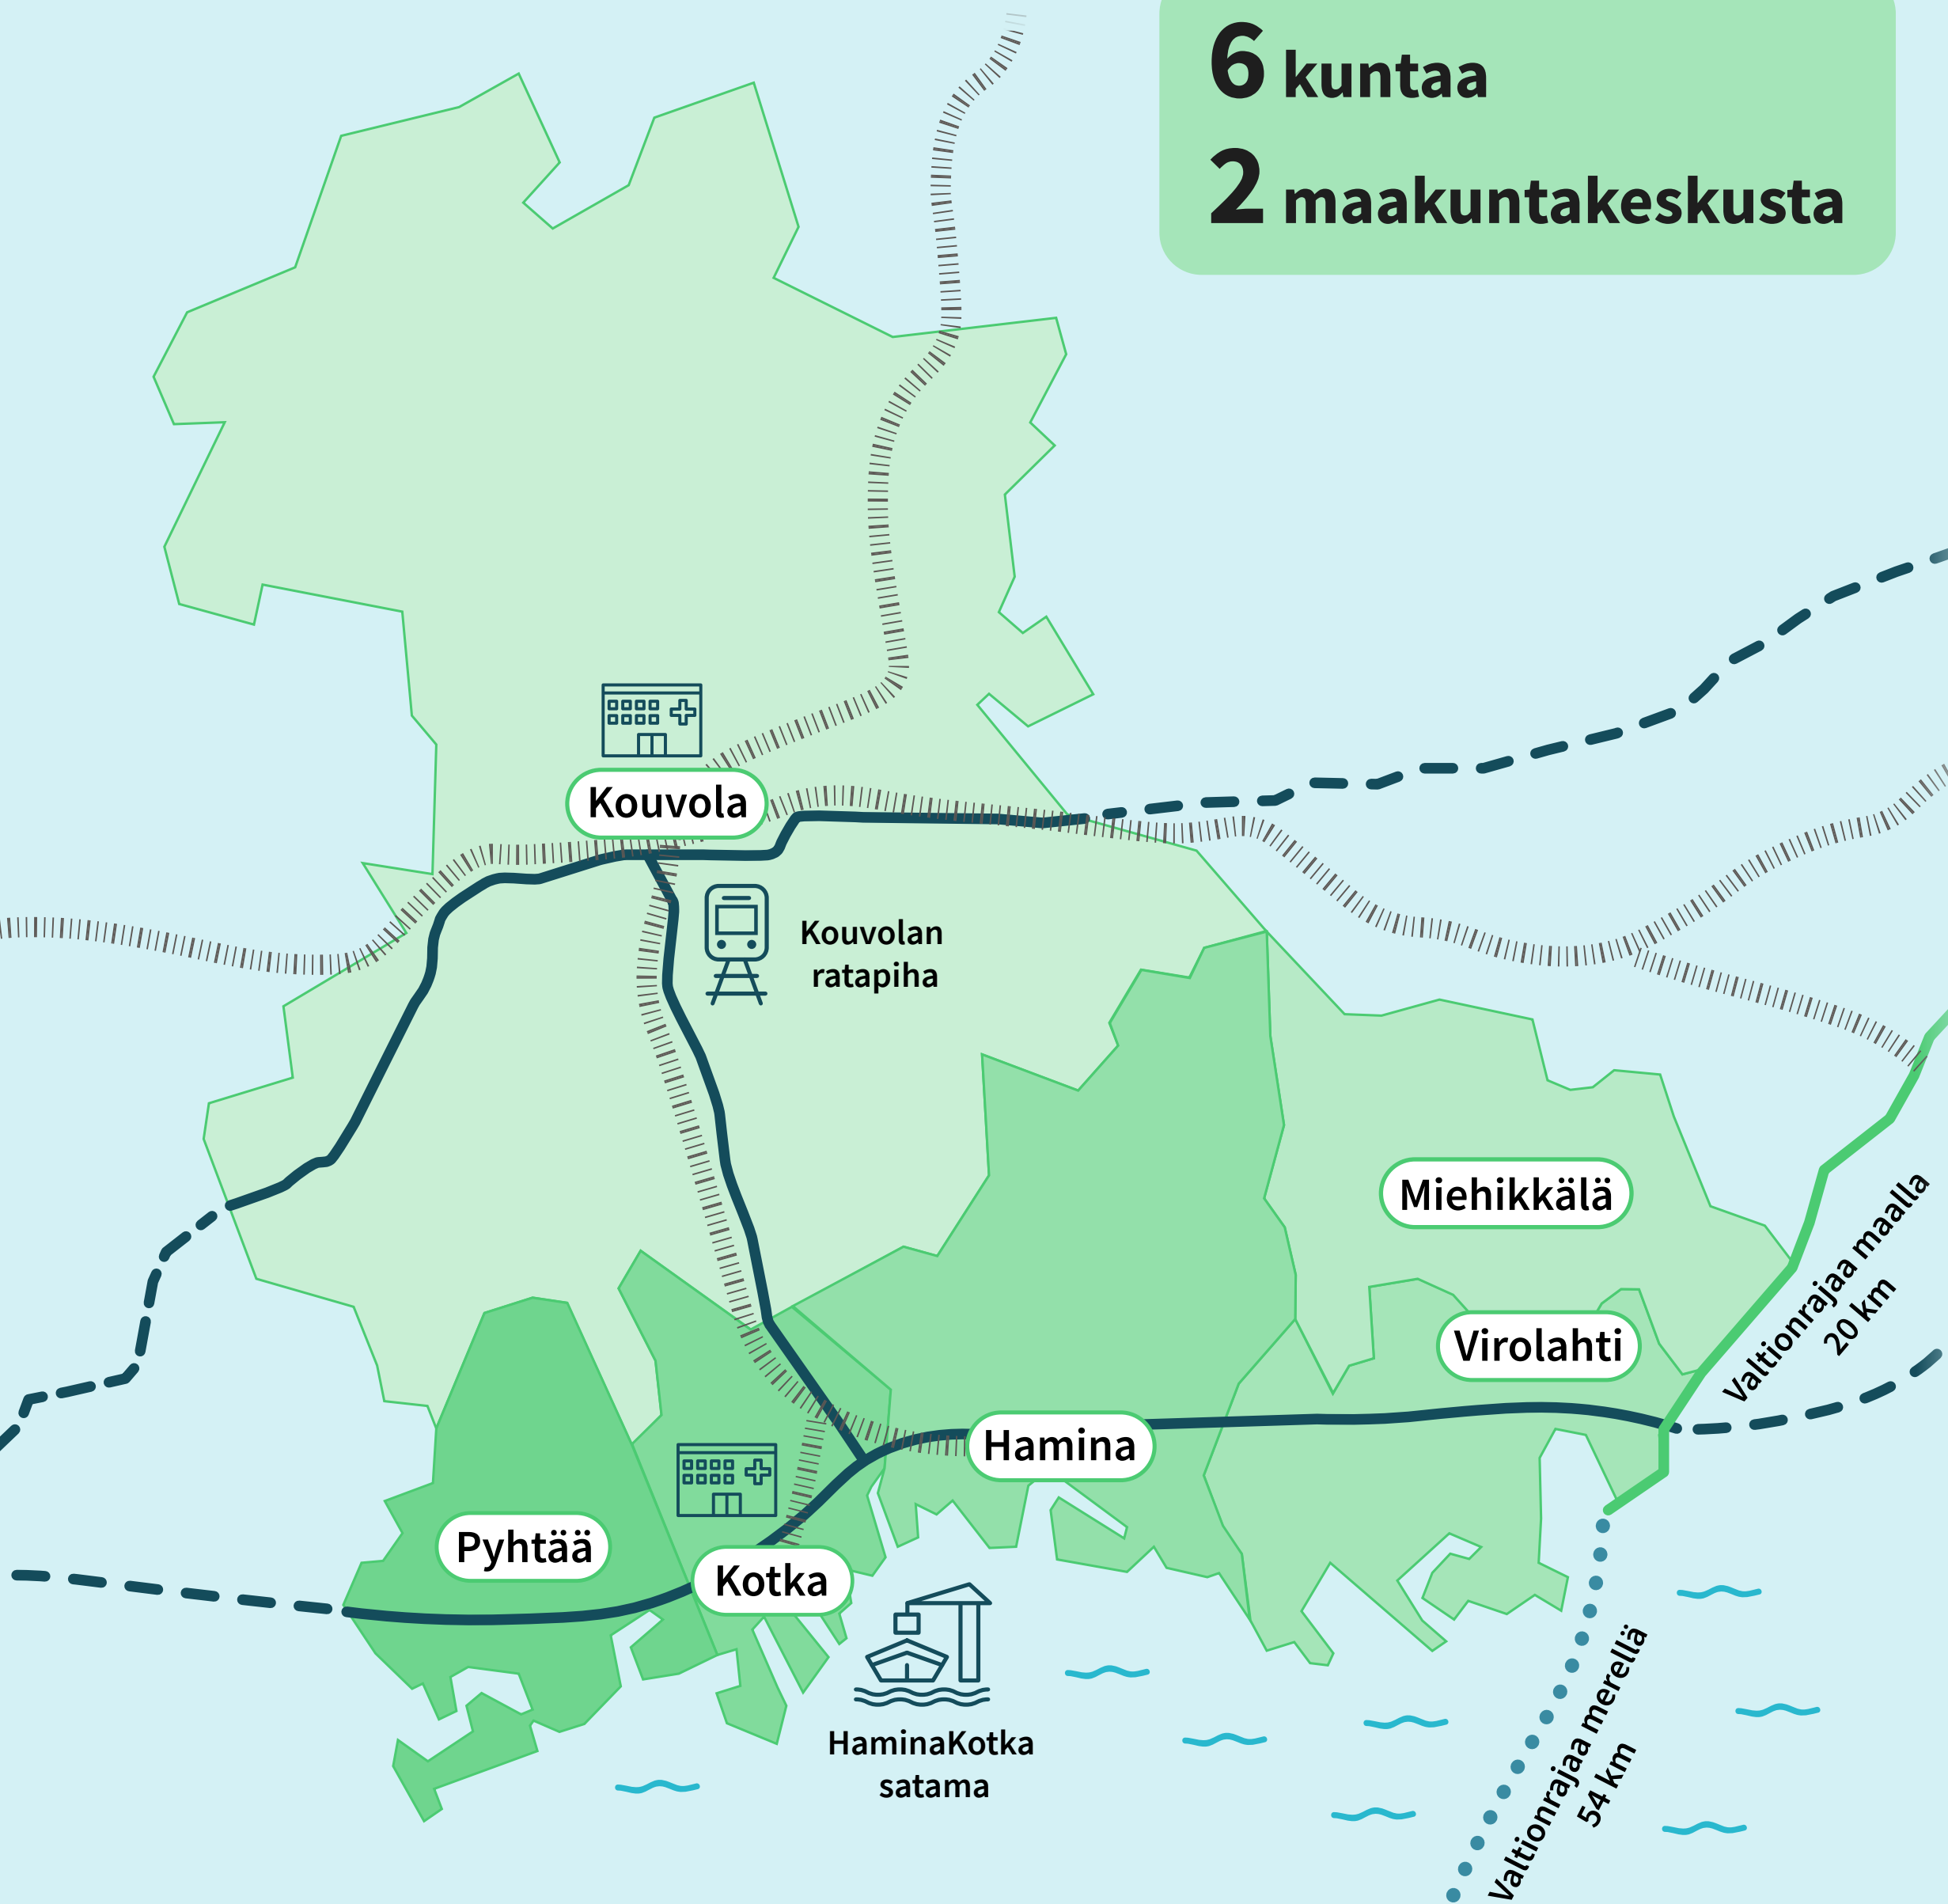 6 kuntaa
2 maakuntakeskusta
Kouvola
Kouvolan
ratapiha
Miehikkälä
Valtionrajaa maalla
20 km
Virolahti
Hamina
Pyhtää
Kotka
HaminaKotka
satama
Valtionrajaa merellä
54 km